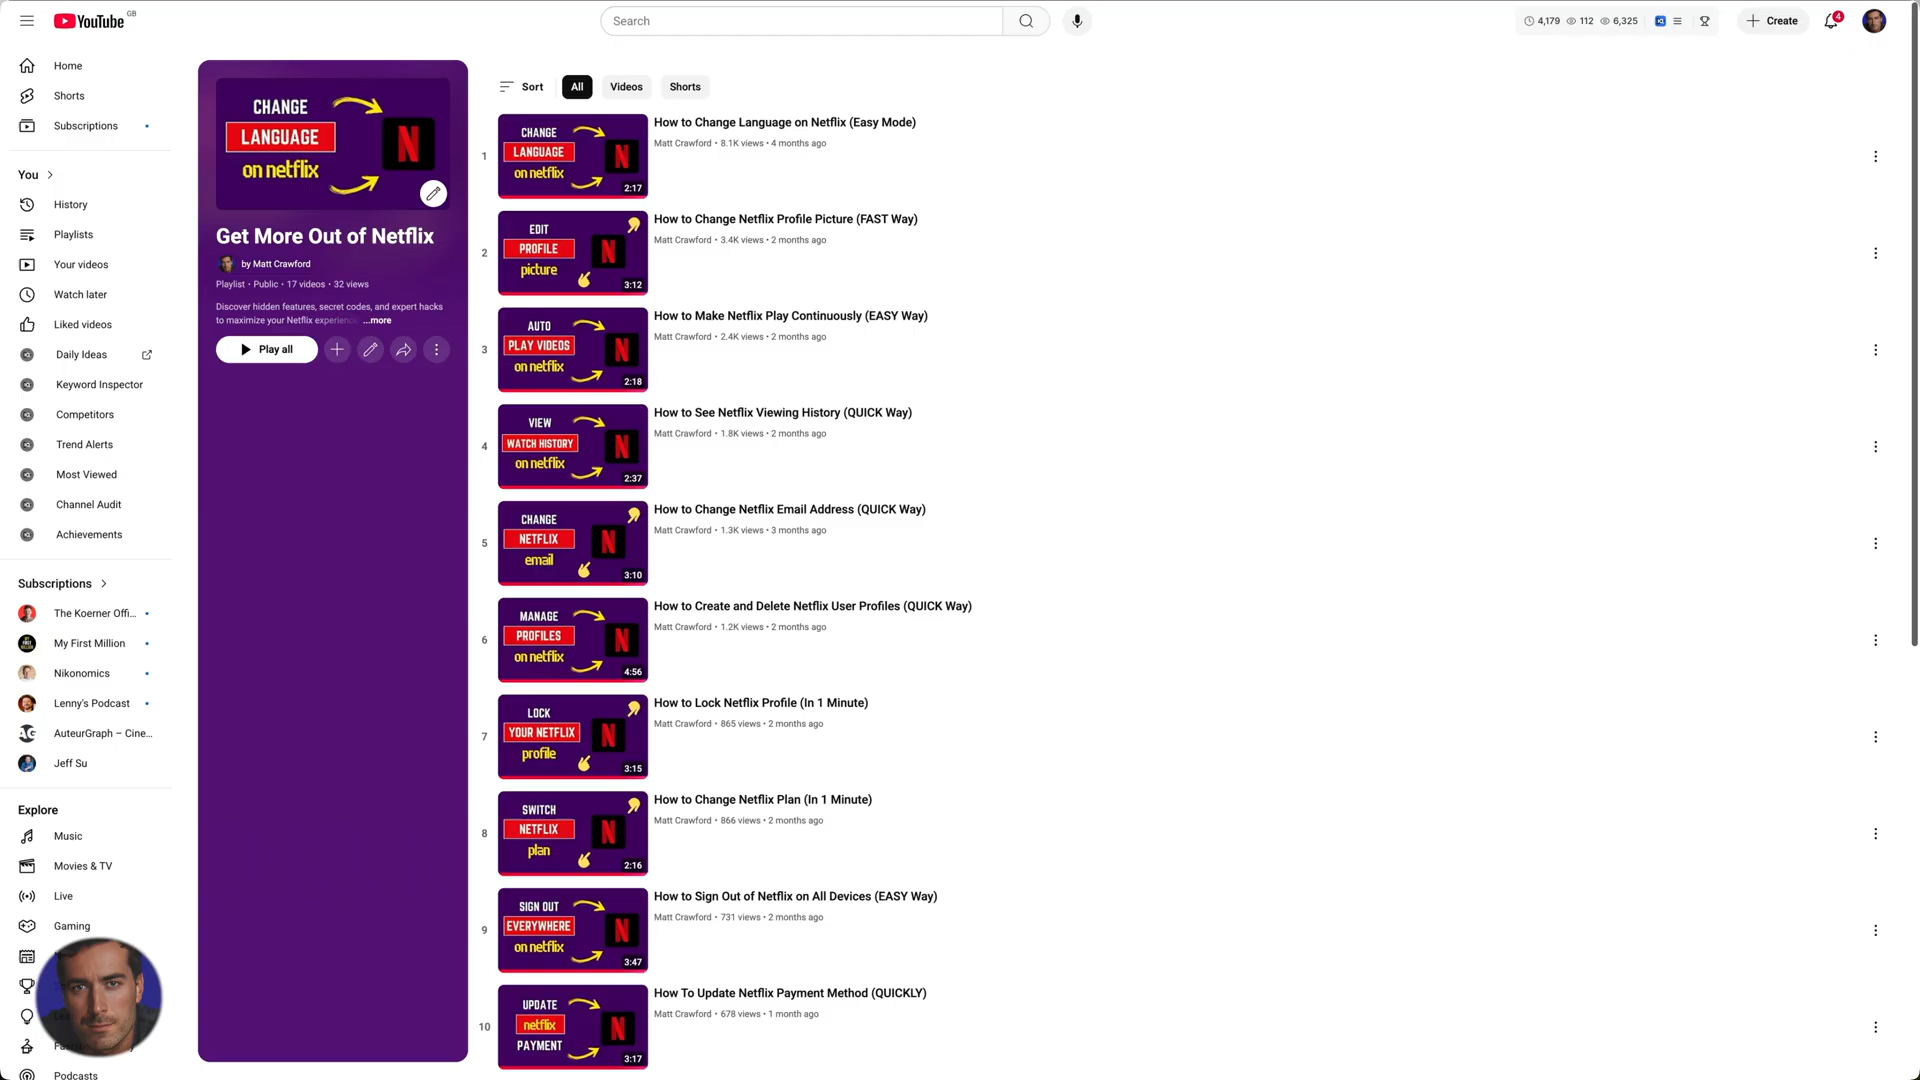 YouTube GB
Search
4,179 112 6,325
Create
4
Home
Shorts
Subscriptions
You
History
Playlists
Your videos
Watch later
Liked videos
Daily Ideas
Keyword Inspector
Competitors
Trend Alerts
Most Viewed
Channel Audit
Achievements
Subscriptions
The Koerner Offi...
My First Million
Nikonomics
Lenny's Podcast
AuteurGraph – Cine...
Jeff Su
Explore
Music
Movies & TV
Live
Gaming
Podcasts
CHANGE
LANGUAGE
on netflix
N
Get More Out of Netflix
by Matt Crawford
Playlist • Public • 17 videos • 32 views
Discover hidden features, secret codes, and expert hacks
to maximize your Netflix experience ...more
Play all
Sort
All
Videos
Shorts
1
CHANGE
LANGUAGE
on netflix
N
2:17
How to Change Language on Netflix (Easy Mode)
Matt Crawford • 8.1K views • 4 months ago
2
EDIT
PROFILE
picture
N
3:12
How to Change Netflix Profile Picture (FAST Way)
Matt Crawford • 3.4K views • 2 months ago
3
AUTO
PLAY VIDEOS
on netflix
N
2:18
How to Make Netflix Play Continuously (EASY Way)
Matt Crawford • 2.4K views • 2 months ago
4
VIEW
WATCH HISTORY
on netflix
N
2:37
How to See Netflix Viewing History (QUICK Way)
Matt Crawford • 1.8K views • 2 months ago
5
CHANGE
NETFLIX
email
N
3:10
How to Change Netflix Email Address (QUICK Way)
Matt Crawford • 1.3K views • 3 months ago
6
MANAGE
PROFILES
on netflix
N
4:56
How to Create and Delete Netflix User Profiles (QUICK Way)
Matt Crawford • 1.2K views • 2 months ago
7
LOCK
YOUR NETFLIX
profile
N
3:15
How to Lock Netflix Profile (In 1 Minute)
Matt Crawford • 865 views • 2 months ago
8
SWITCH
NETFLIX
plan
N
2:16
How to Change Netflix Plan (In 1 Minute)
Matt Crawford • 866 views • 2 months ago
9
SIGN OUT
EVERYWHERE
on netflix
N
3:47
How to Sign Out of Netflix on All Devices (EASY Way)
Matt Crawford • 731 views • 2 months ago
10
UPDATE
netflix
PAYMENT
N
3:17
How To Update Netflix Payment Method (QUICKLY)
Matt Crawford • 678 views • 1 month ago